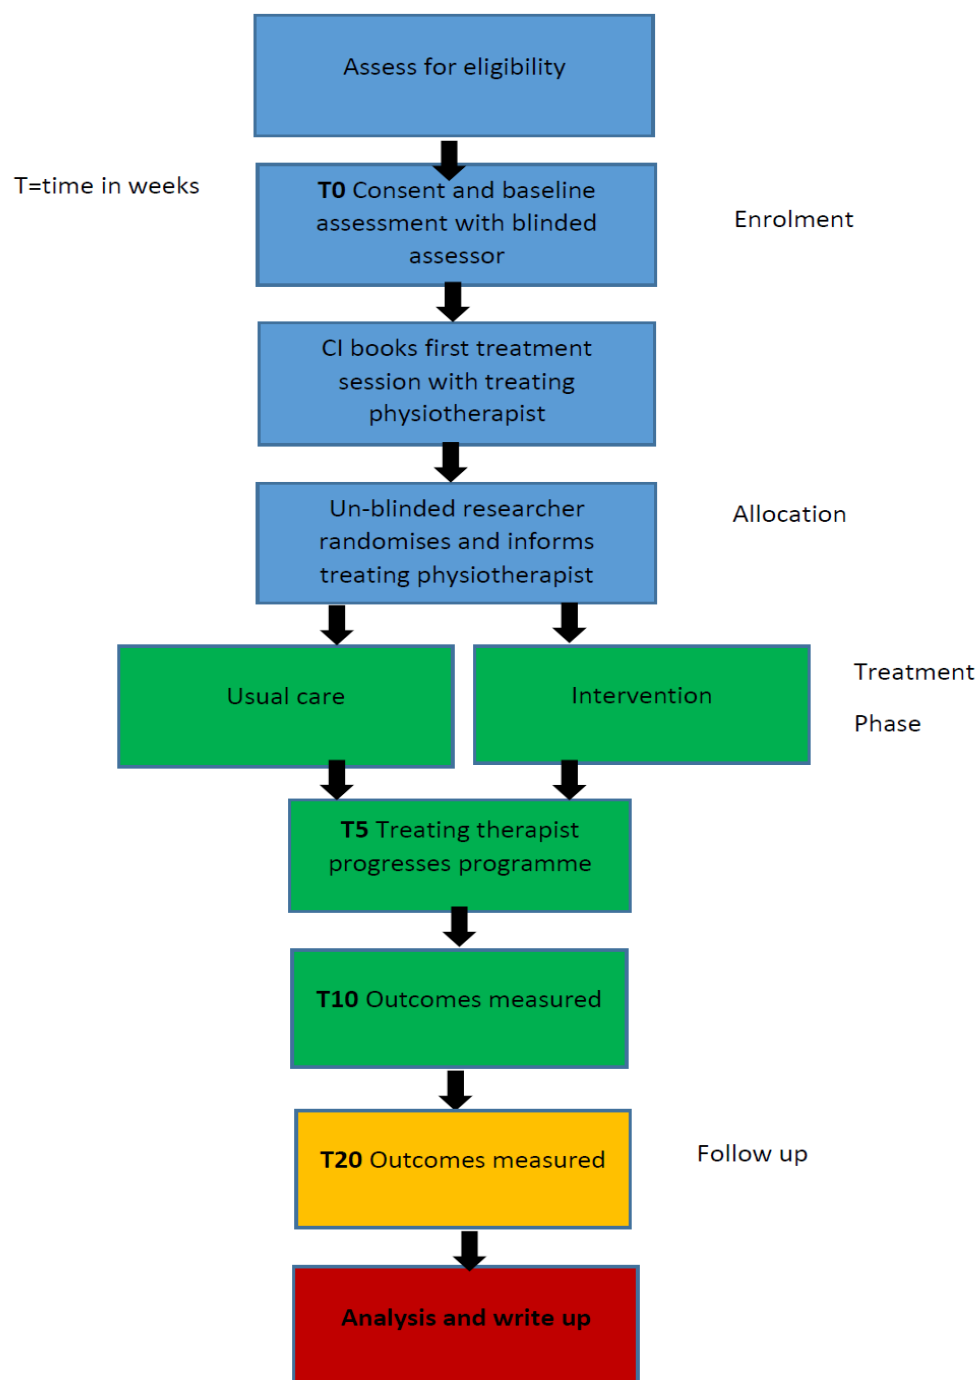 Assess for eligibility
T=time in weeks
T0 Consent and baseline
assessment with blinded
assessor
Enrolment
CI books first treatment
session with treating
physiotherapist
Un-blinded researcher
randomises and informs
treating physiotherapist
Allocation
Usual care
Intervention
Treatment
Phase
T5 Treating therapist
progresses programme
T10 Outcomes measured
T20 Outcomes measured
Follow up
Analysis and write up